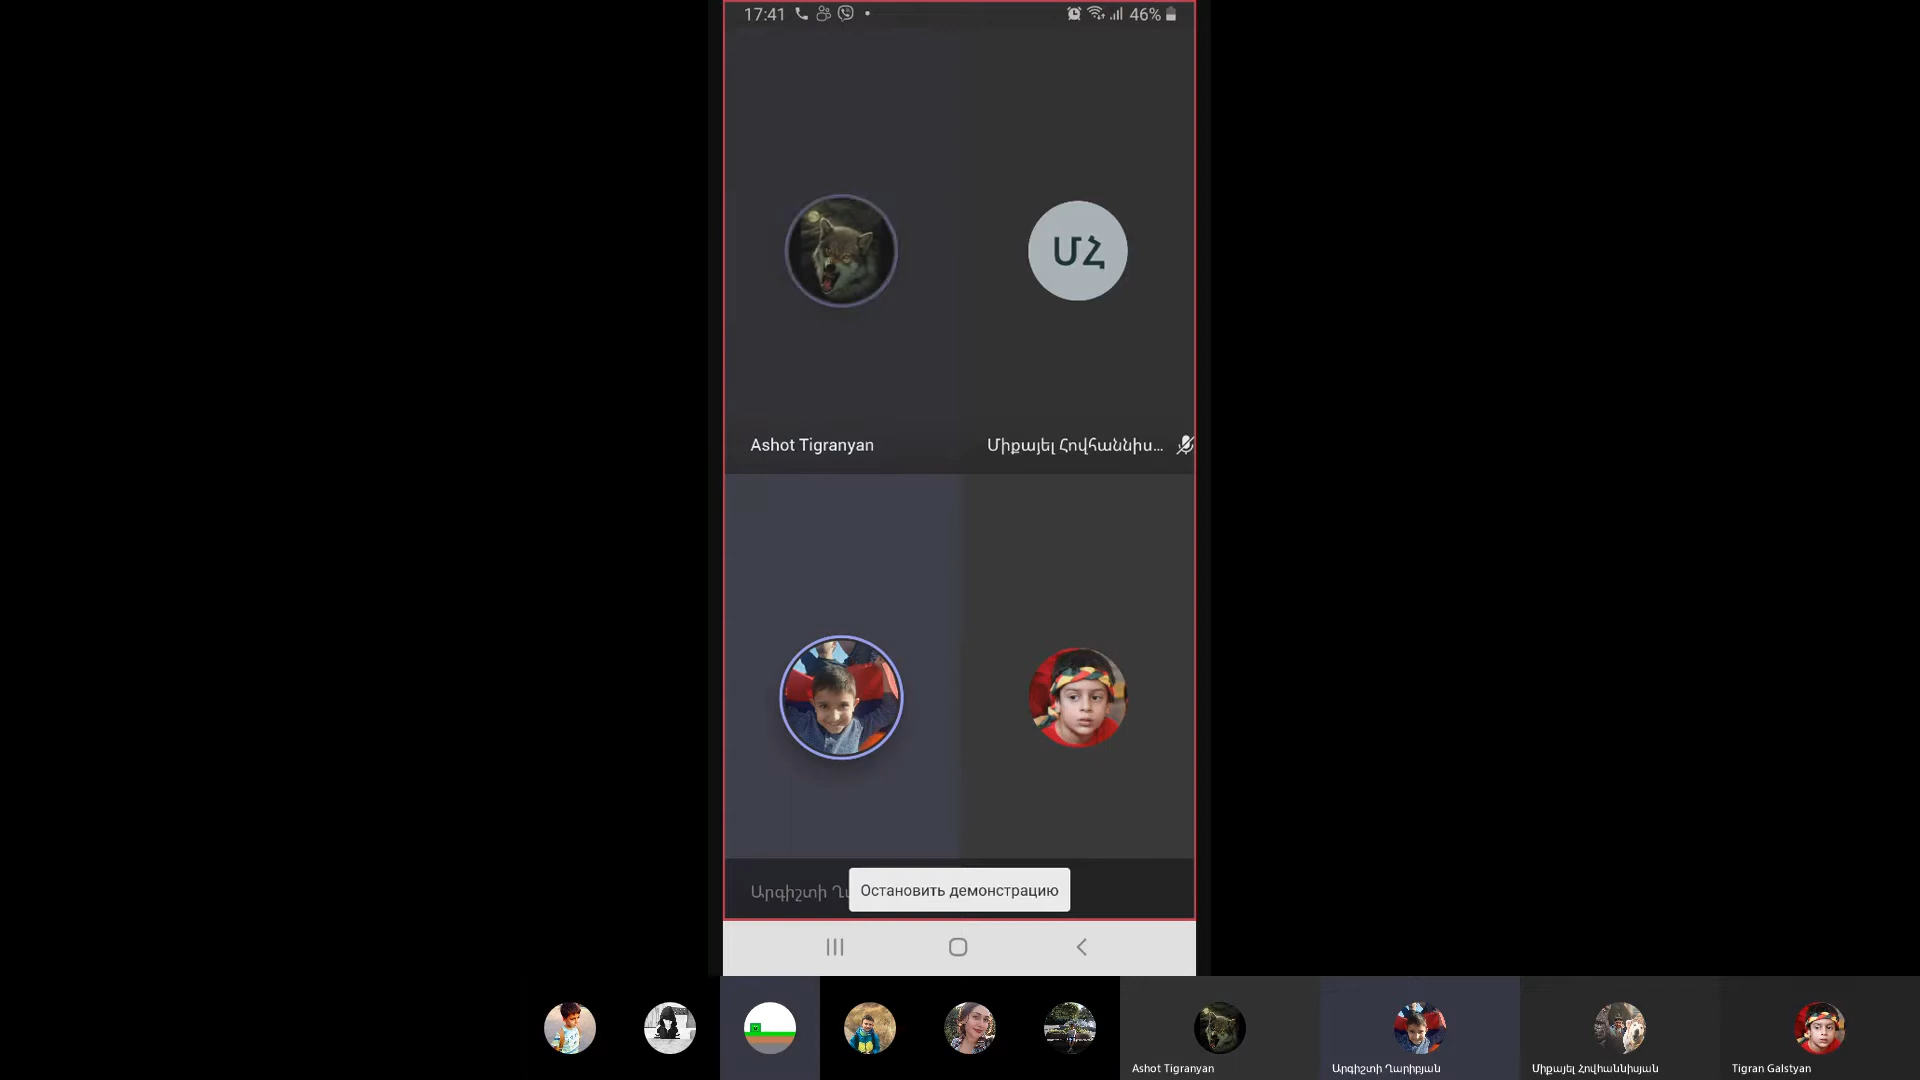 17:41
46%
ՄՀ
Ashot Tigranyan
Միքայել Հովհաննիս...
Արգիշտի Ղ
Остановить демонстрацию
Ashot Tigranyan
Արգիշտի Ղարիբյան
Միքայել Հովհաննիսյան
Tigran Galstyan